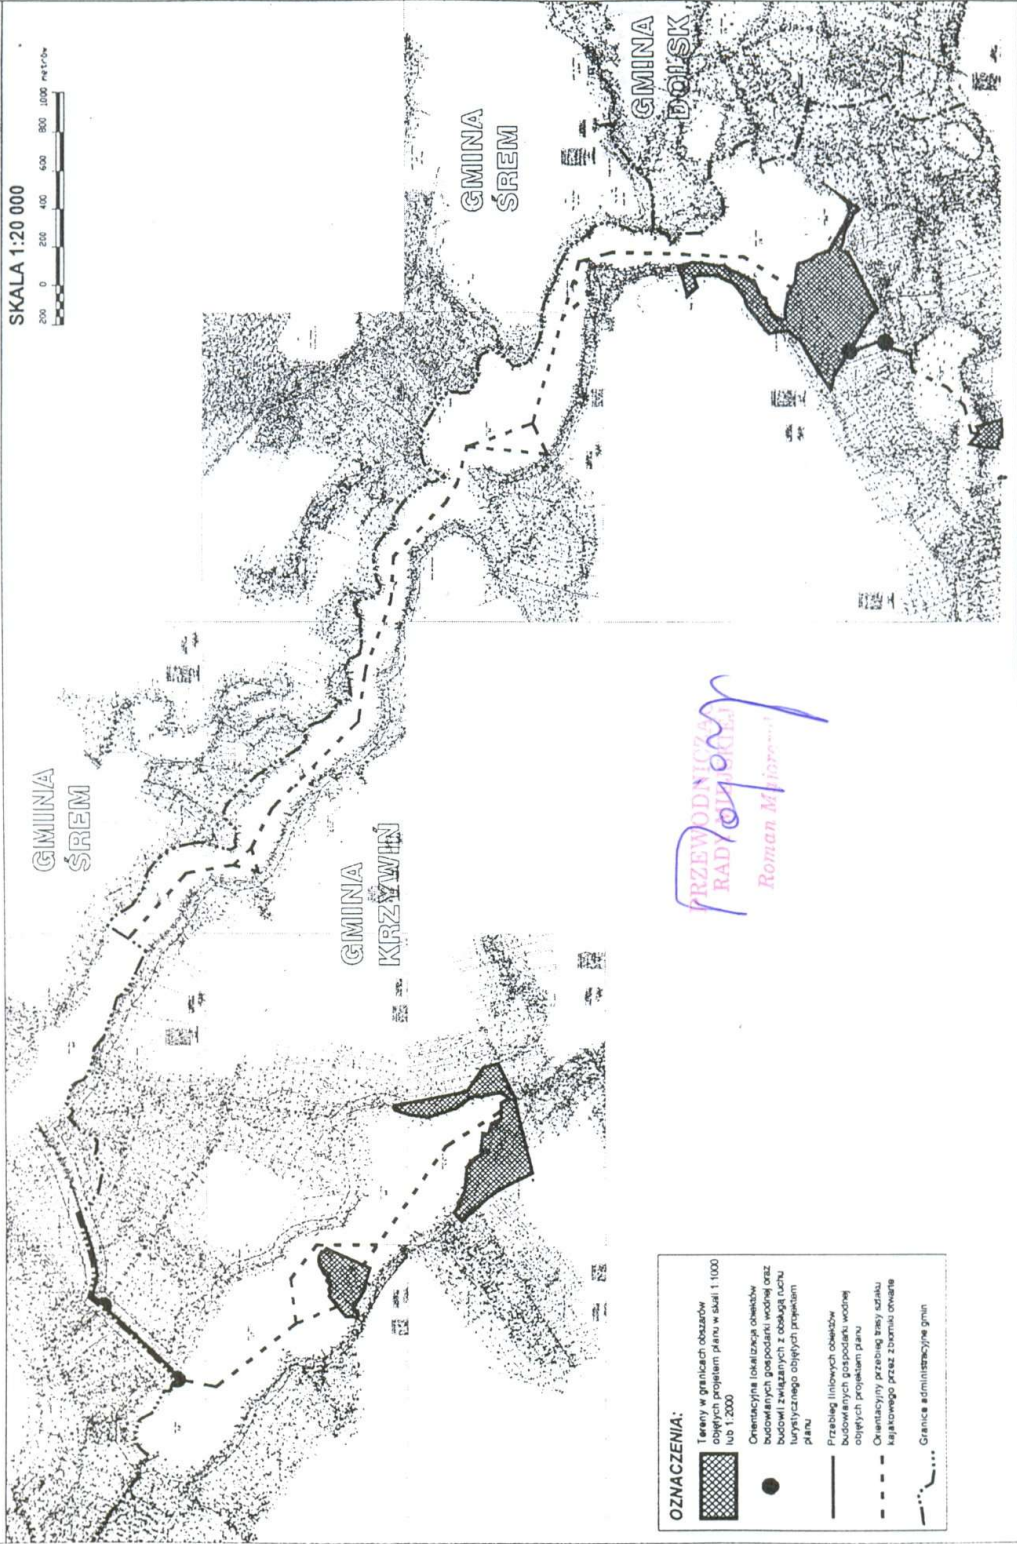 SKALA 1:20 000
200 0 200 400 600 800 1000 metrów
GMINA
ŚREM
GMINA
KRZYWIŃ
GMINA
ŚREM
GMINA
DOLSK
PRZEWODNICZĄ
RADY MIEJSKIEJ
Roman
OZNACZENIA:
Tereny w granicach obszarów
objętych projektem planu w skali 1:1000
lub 1:2000
Orientacyjna lokalizacja obiektów
budowlanych gospodarki wodnej oraz
budowli związanych z obsługą ruchu
turystycznego objętych projektem
planu
Przebieg liniowych obiektów
budowlanych gospodarki wodnej
objętych projektem planu
Orientacyjny przebieg trasy szlaku
kajakowego przez zbiorniki otwarte
Granice administracyjne gmin